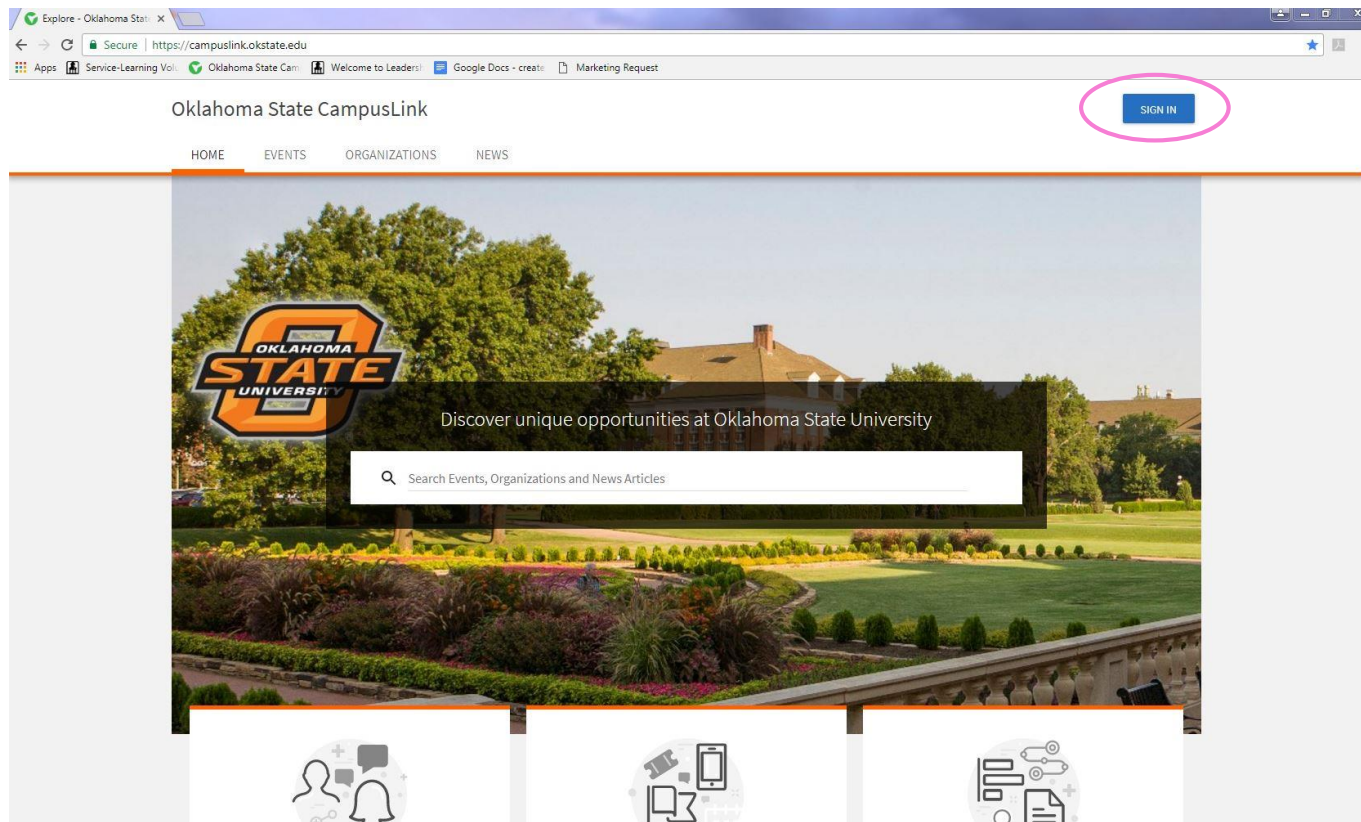 Explore - Oklahoma Stat
Secure | https://campuslink.okstate.edu
Apps Service-Learning Vol Oklahoma State Cam Welcome to Leaders Google Docs - create Marketing Request
Oklahoma State CampusLink
SIGN IN
HOME EVENTS ORGANIZATIONS NEWS
OKLAHOMA
STATE
UNIVERSITY
Discover unique opportunities at Oklahoma State University
Search Events, Organizations and News Articles